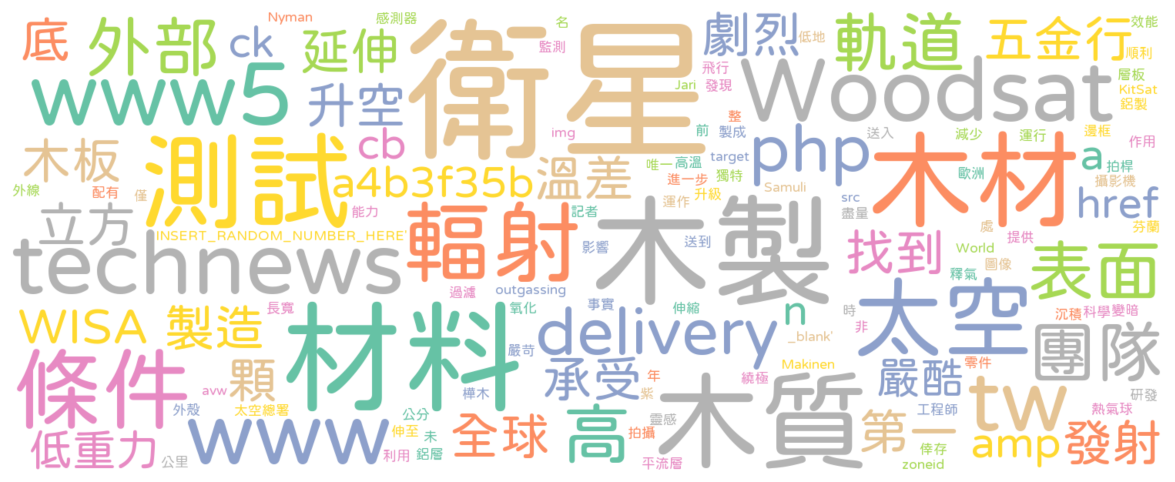 Nyman
感測器
名
監測
劇烈
低地
軌道
五金行
效能
順利
底
外部
ck
延伸
衛星
飛行
發現
Jari
Woodsat
層板
KitSat
鋁製
www5
升空
img
前
整
製成
送入
減少
運行
邊框
作用
木板
測試
cb
a4b3f35b
溫差
唯一
高溫
target
獨特
進一步
升級
Samuli
運作
php
木材
a
拍桿
歐洲
攝影機
href
芬蘭
外線
配有
僅
能力
立方
INSERT_RANDOM_NUMBER_HERE'
輻射
記者
影響
送到
木製
src
盡量
處
提供
找到
World
圖像
釋氣
表面
technews
outgassing
過濾
氧化
事實
伸縮
n
_blank'
時
非
太空
沉積
科學
變暗
WISA
製造
長寬
材料
delivery
嚴苛
Makinen
繞極
團隊
條件
avw
顆
樺木
承受
年
紫
嚴酷
零件
研發
外殼
太空總署
公分
伸至
未
工程師
tw
熱氣球
低重力
公里
www
利用
鋁層
全球
高
拍攝
靈感
平流層
木質
第一
倖存
zoneid
amp
發射